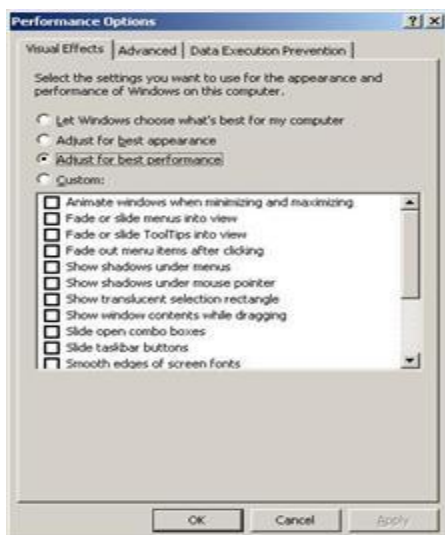 Performance Options
Visual Effects Advanced Data Execution Prevention
Select the settings you want to use for the appearance and
performance of Windows on this computer.
Let Windows choose what's best for my computer
Adjust for best appearance
Adjust for best performance
Custom:
Animate windows when minimizing and maximizing
Fade or slide menus into view
Fade or slide ToolTips into view
Fade out menu items after clicking
Show shadows under menus
Show shadows under mouse pointer
Show translucent selection rectangle
Show window contents while dragging
Slide open combo boxes
Slide taskbar buttons
Smooth edges of screen fonts
OK Cancel Apply